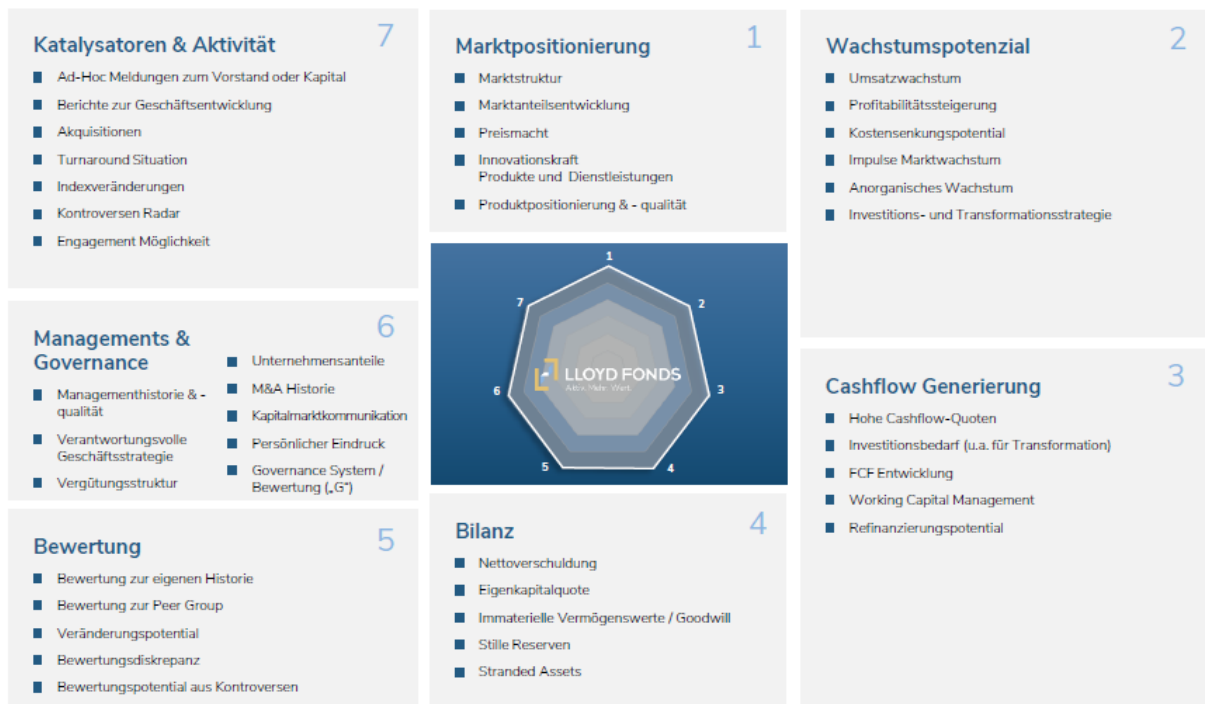 Katalysatoren & Aktivität
7
Ad-Hoc Meldungen zum Vorstand oder Kapital
Berichte zur Geschäftsentwicklung
Akquisitionen
Turnaround Situation
Indexveränderungen
Kontroversen Radar
Engagement Möglichkeit
Marktpositionierung
1
Marktstruktur
Marktanteilsentwicklung
Preismacht
Innovationskraft
Produkte und Dienstleistungen
Produktpositionierung & - qualität
Wachstumspotenzial
2
Umsatzwachstum
Profitabilitätssteigerung
Kostensenkungspotential
Impulse Marktwachstum
Anorganisches Wachstum
Investitions- und Transformationsstrategie
Managements &
Governance
6
Managementhistorie & -
qualität
Verantwortungsvolle
Geschäftsstrategie
Vergütungsstruktur
Unternehmensanteile
M&A Historie
Kapitalmarktkommunikation
Persönlicher Eindruck
Governance System /
Bewertung („G“)
1
7
2
LLOYD FONDS
Aktiv. Mehr. Wert.
6
3
5
4
Cashflow Generierung
3
Hohe Cashflow-Quoten
Investitionsbedarf (u.a. für Transformation)
FCF Entwicklung
Working Capital Management
Refinanzierungspotential
Bewertung
5
Bewertung zur eigenen Historie
Bewertung zur Peer Group
Veränderungspotential
Bewertungsdiskrepanz
Bewertungspotential aus Kontroversen
Bilanz
4
Nettoverschuldung
Eigenkapitalquote
Immaterielle Vermögenswerte / Goodwill
Stille Reserven
Stranded Assets